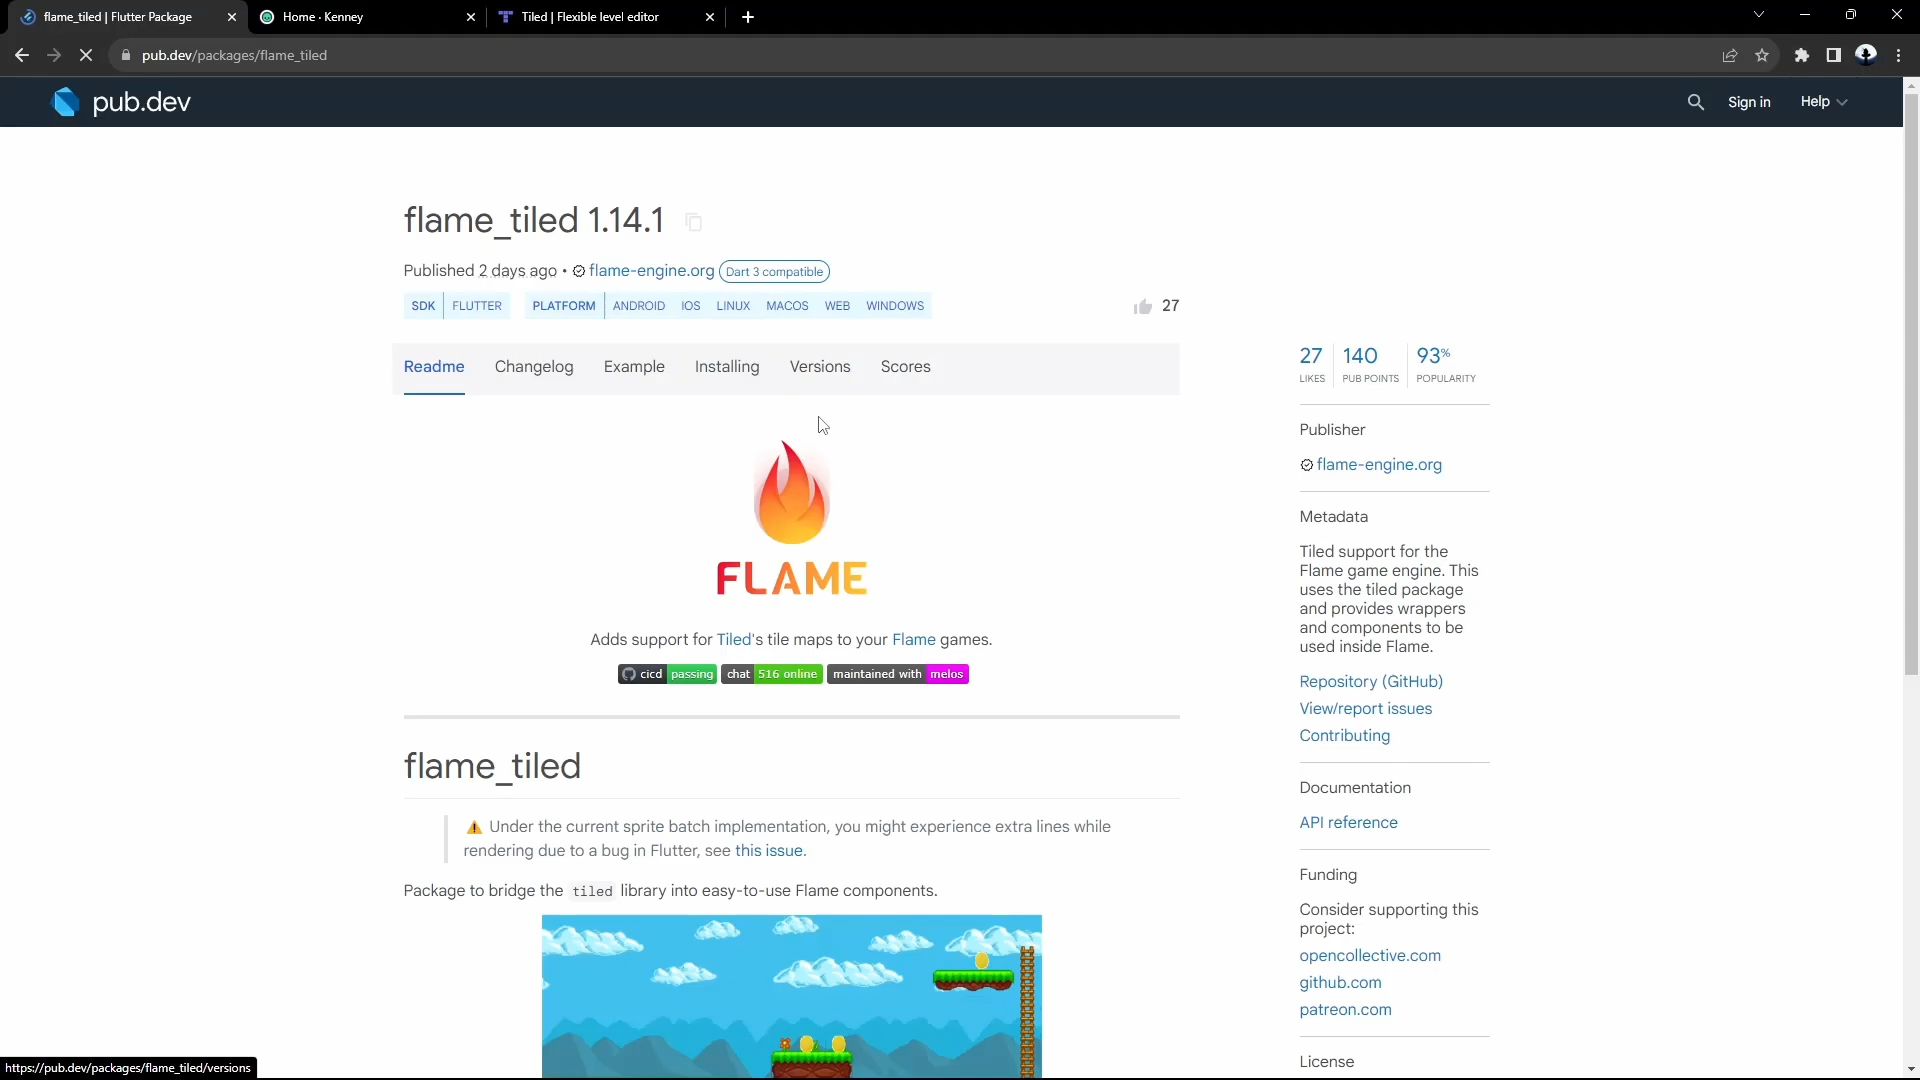 flame_tiled | Flutter Package
Home · Kenney
Tiled | Flexible level editor
pub.dev/packages/flame_tiled
pub.dev
Sign in
Help
flame_tiled 1.14.1
Published 2 days ago • flame-engine.org Dart 3 compatible
SDK FLUTTER PLATFORM ANDROID IOS LINUX MACOS WEB WINDOWS
27
Readme Changelog Example Installing Versions Scores
FLAME
Adds support for Tiled's tile maps to your Flame games.
cicd passing chat 516 online maintained with melos
flame_tiled
⚠ Under the current sprite batch implementation, you might experience extra lines while
rendering due to a bug in Flutter, see this issue.
Package to bridge the tiled library into easy-to-use Flame components.
27 140 93%
LIKES PUB POINTS POPULARITY
Publisher
flame-engine.org
Metadata
Tiled support for the
Flame game engine. This
uses the tiled package
and provides wrappers
and components to be
used inside Flame.
Repository (GitHub)
View/report issues
Contributing
Documentation
API reference
Funding
Consider supporting this
project:
opencollective.com
github.com
patreon.com
License
https://pub.dev/packages/flame_tiled/versions